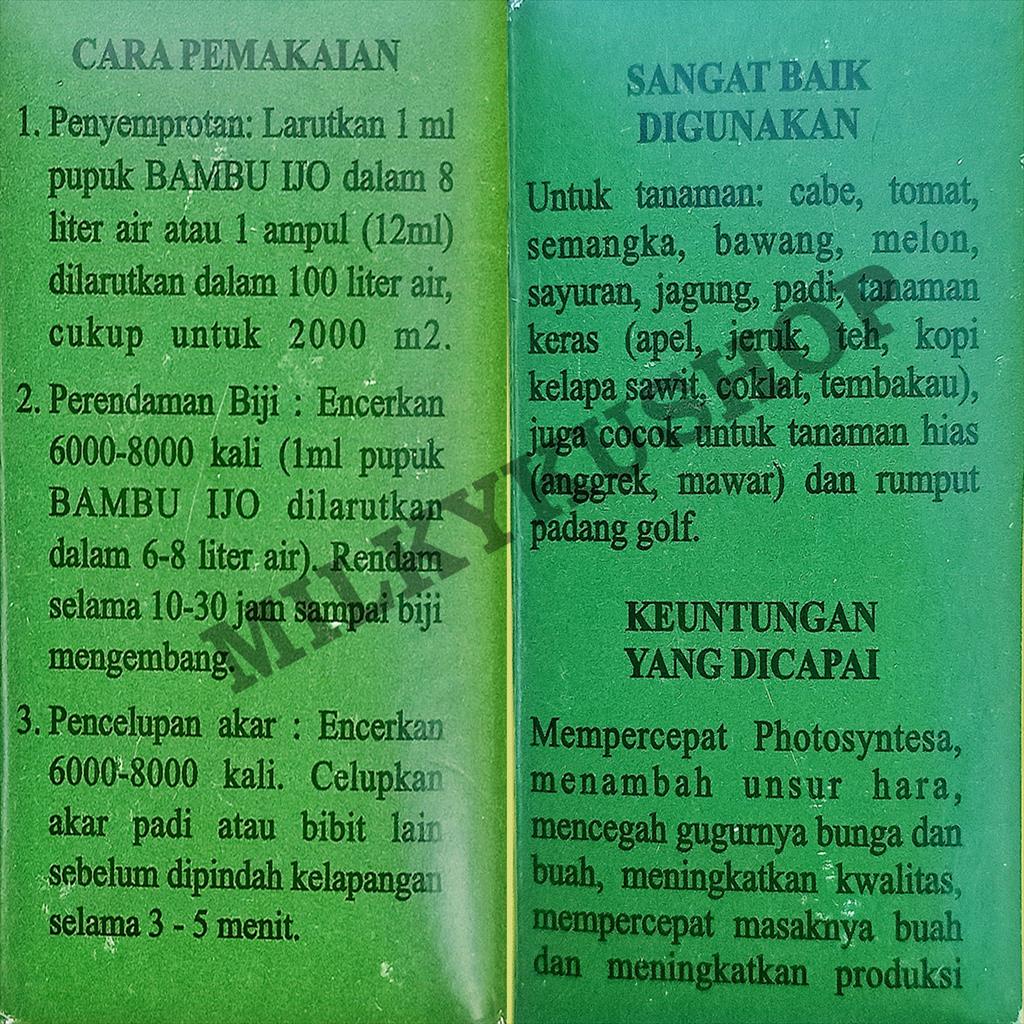 CARA PEMAKAIAN
1. Penyemprotan: Larutkan 1 ml
pupuk BAMBU IJO dalam 8
liter air atau 1 ampul (12ml)
dilarutkan dalam 100 liter air,
cukup untuk 2000 m2.
2. Perendaman Biji : Encerkan
6000-8000 kali (1ml pupuk
BAMBU IJO dilarutkan
dalam 6-8 liter air). Rendam
selama 10-30 jam sampai biji
mengembang.
3. Pencelupan akar : Encerkan
6000-8000 kali. Celupkan
akar padi atau bibit lain
sebelum dipindah kelapangan
selama 3 - 5 menit.
SANGAT BAIK
DIGUNAKAN
Untuk tanaman: cabe, tomat,
semangka, bawang, melon,
sayuran, jagung, padi, tanaman
keras (apel, jeruk, teh, kopi
kelapa sawit, coklat, tembakau),
juga cocok untuk tanaman hias
(anggrek, mawar) dan rumput
padang golf.
KEUNTUNGAN
YANG DICAPAI
Mempercepat Photosyntesa,
menambah unsur hara,
mencegah gugurnya bunga dan
buah, meningkatkan kwalitas,
mempercepat masaknya buah
dan meningkatkan produksi
MILKYKUSHOP